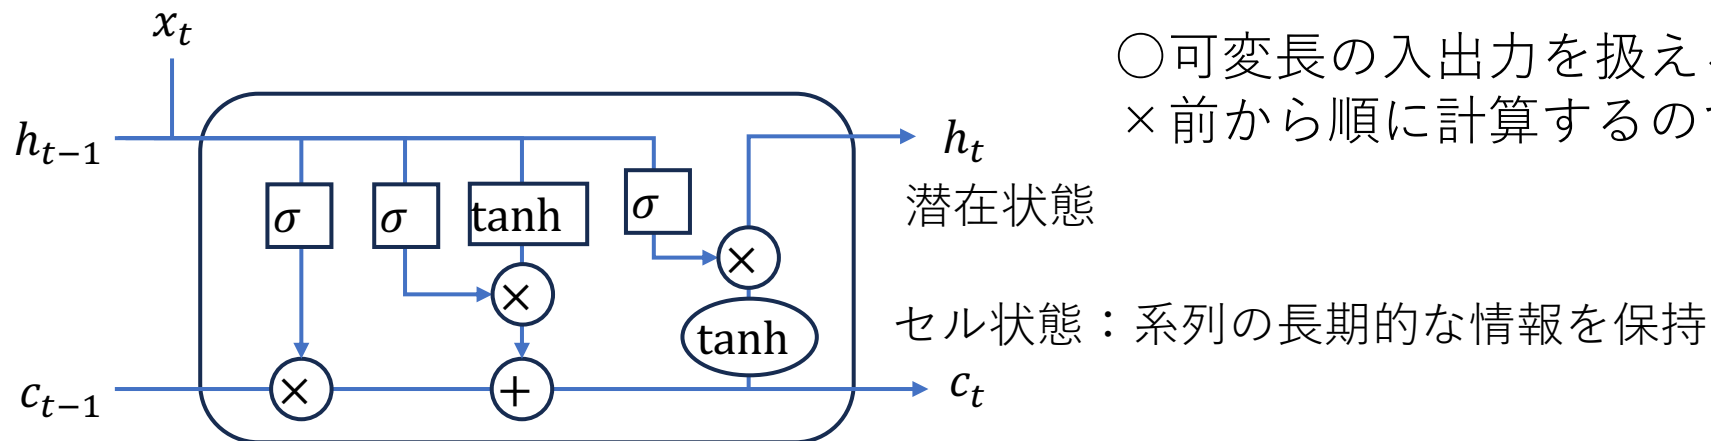 x_t
○可変長の入出力を扱え
×前から順に計算するので
h_{t−1}
h_t
σ
σ
tanh
σ
潜在状態
×
×
セル状態：系列の長期的な情報を保持
tanh
c_{t−1}
×
+
c_t